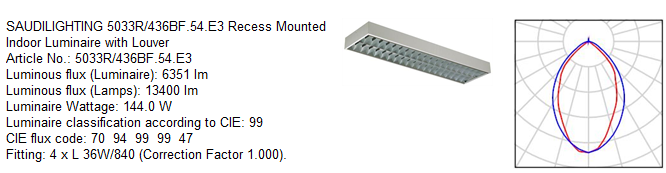 SAUDILIGHTING 5033R/436BF.54.E3 Recess Mounted
Indoor Luminaire with Louver
Article No.: 5033R/436BF.54.E3
Luminous flux (Luminaire): 6351 lm
Luminous flux (Lamps): 13400 lm
Luminaire Wattage: 144.0 W
Luminaire classification according to CIE: 99
CIE flux code: 70 94 99 99 47
Fitting: 4 x L 36W/840 (Correction Factor 1.000).